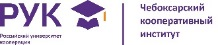 РУК
Российский университет
кооперации
Чебоксарский
кооперативный
институт